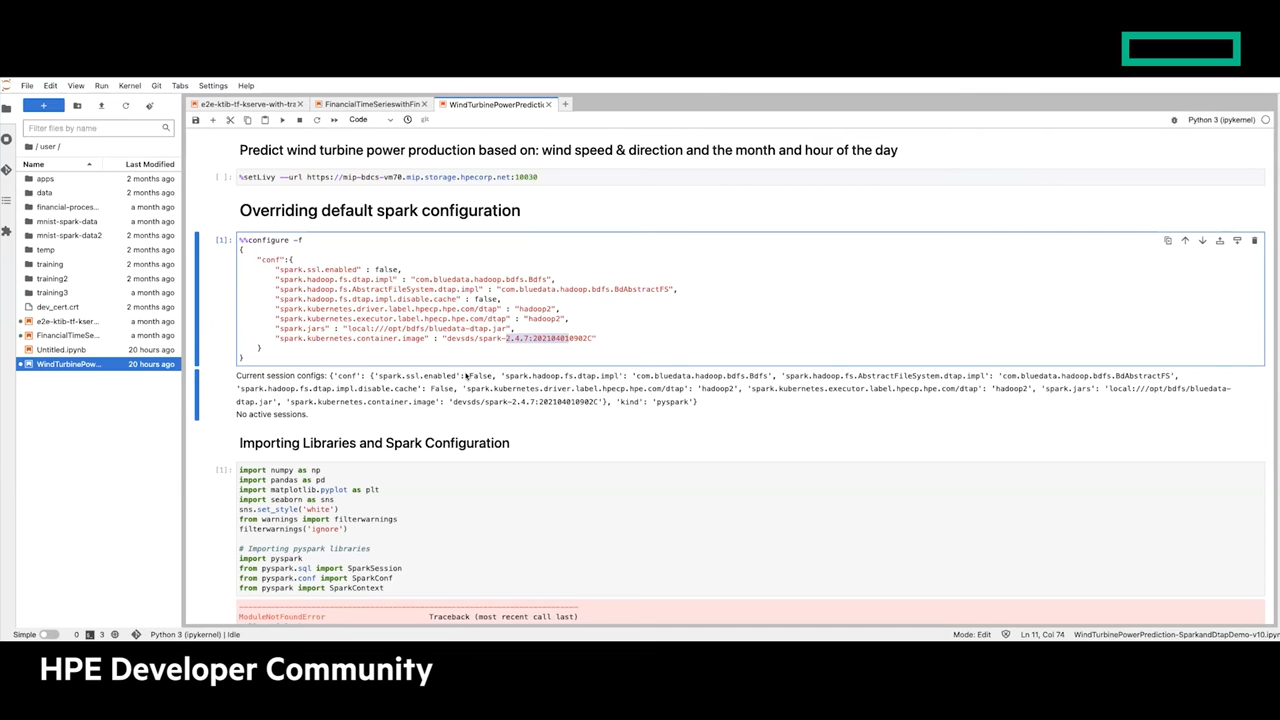 File Edit View Run Kernel Git Tabs Settings Help
+
Filter files by name
/ user /
Name Last Modified
apps 2 months ago
data 2 months ago
financial-proces... a month ago
mnist-spark-data a month ago
mnist-spark-data2 2 months ago
temp 2 months ago
training 2 months ago
training2 2 months ago
training3 2 months ago
dev_cert.crt 2 months ago
e2e-ktib-tf-kser... a month ago
FinancialTimeSe... a month ago
Untitled.ipynb 20 hours ago
WindTurbinePow... 20 hours ago
e2e-ktib-tf-kserve-with-tra × FinancialTimeSerieswithFin × WindTurbinePowerPredictic × +
Code git Python 3 (ipykernel)
Predict wind turbine power production based on: wind speed & direction and the month and hour of the day
[ ]: %setLivy --url https://mip-bdcs-vm70.mip.storage.hpecorp.net:10030
Overriding default spark configuration
[1]: %%configure -f
{
"conf":{
"spark.ssl.enabled" : false,
"spark.hadoop.fs.dtap.impl" : "com.bluedata.hadoop.bdfs.Bdfs",
"spark.hadoop.fs.AbstractFileSystem.dtap.impl" : "com.bluedata.hadoop.bdfs.BdAbstractFS",
"spark.hadoop.fs.dtap.impl.disable.cache" : false,
"spark.kubernetes.driver.label.hpecp.hpe.com/dtap" : "hadoop2",
"spark.kubernetes.executor.label.hpecp.hpe.com/dtap" : "hadoop2",
"spark.jars" : "local:///opt/bdfs/bluedata-dtap.jar",
"spark.kubernetes.container.image" : "devsds/spark-2.4.7:202104010902C"
}
}
Current session configs: {'conf': {'spark.ssl.enabled': False, 'spark.hadoop.fs.dtap.impl': 'com.bluedata.hadoop.bdfs.Bdfs', 'spark.hadoop.fs.AbstractFileSystem.dtap.impl': 'com.bluedata.hadoop.bdfs.BdAbstractFS',
'spark.hadoop.fs.dtap.impl.disable.cache': False, 'spark.kubernetes.driver.label.hpecp.hpe.com/dtap': 'hadoop2', 'spark.kubernetes.executor.label.hpecp.hpe.com/dtap': 'hadoop2', 'spark.jars': 'local:///opt/bdfs/bluedata-
dtap.jar', 'spark.kubernetes.container.image': 'devsds/spark-2.4.7:202104010902C'}, 'kind': 'pyspark'}
No active sessions.
Importing Libraries and Spark Configuration
[1]: import numpy as np
import pandas as pd
import matplotlib.pyplot as plt
import seaborn as sns
sns.set_style('white')
from warnings import filterwarnings
filterwarnings('ignore')
# Importing pyspark libraries
import pyspark
from pyspark.sql import SparkSession
from pyspark.conf import SparkConf
from pyspark import SparkContext
ModuleNotFoundError Traceback (most recent call last)
Simple 0 3 Python 3 (ipykernel) | Idle Mode: Edit Ln 11, Col 74 WindTurbinePowerPrediction-SparkandDtapDemo-v10.ipy
HPE Developer Community